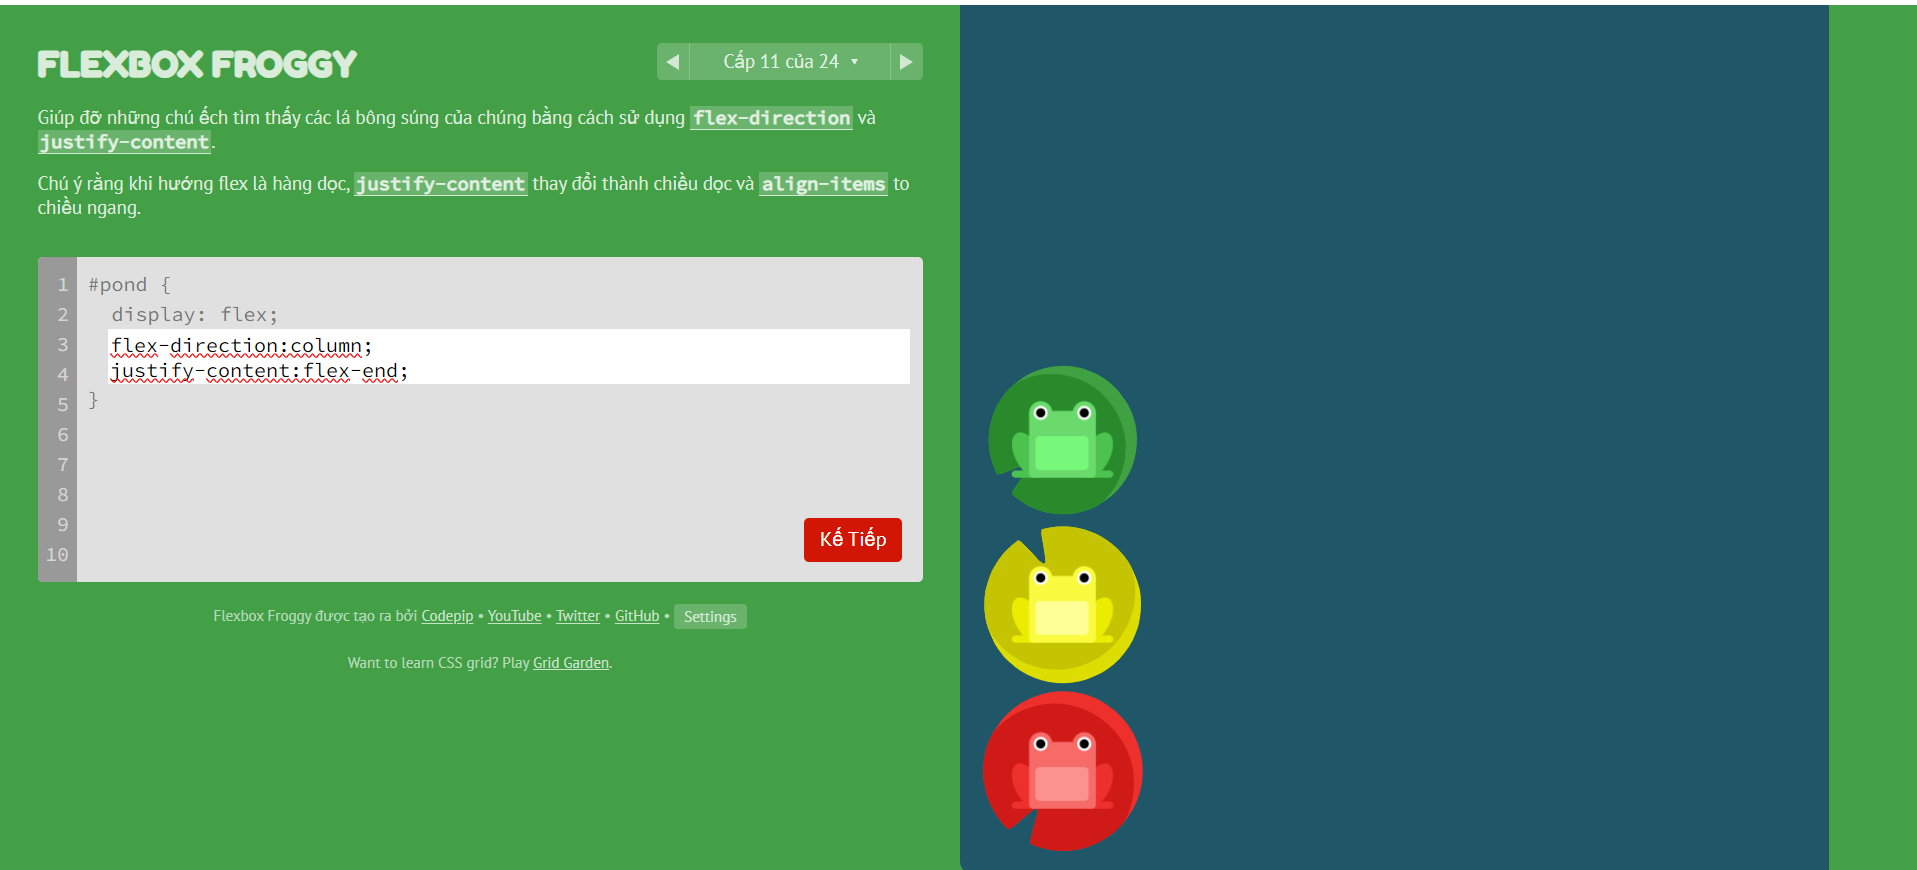 FLEXBOX FROGGY
Cấp 11 của 24
Giúp đỡ những chú ếch tìm thấy các lá bông súng của chúng bằng cách sử dụng flex-direction và
justify-content.
Chú ý rằng khi hướng flex là hàng dọc, justify-content thay đổi thành chiều dọc và align-items to
chiều ngang.
1 #pond {
2 display: flex;
3 flex-direction:column;
4 justify-content:flex-end;
5 }
6
7
8
9
10
Kế Tiếp
Flexbox Froggy được tạo ra bởi Codepip • YouTube • Twitter • GitHub • Settings
Want to learn CSS grid? Play Grid Garden.